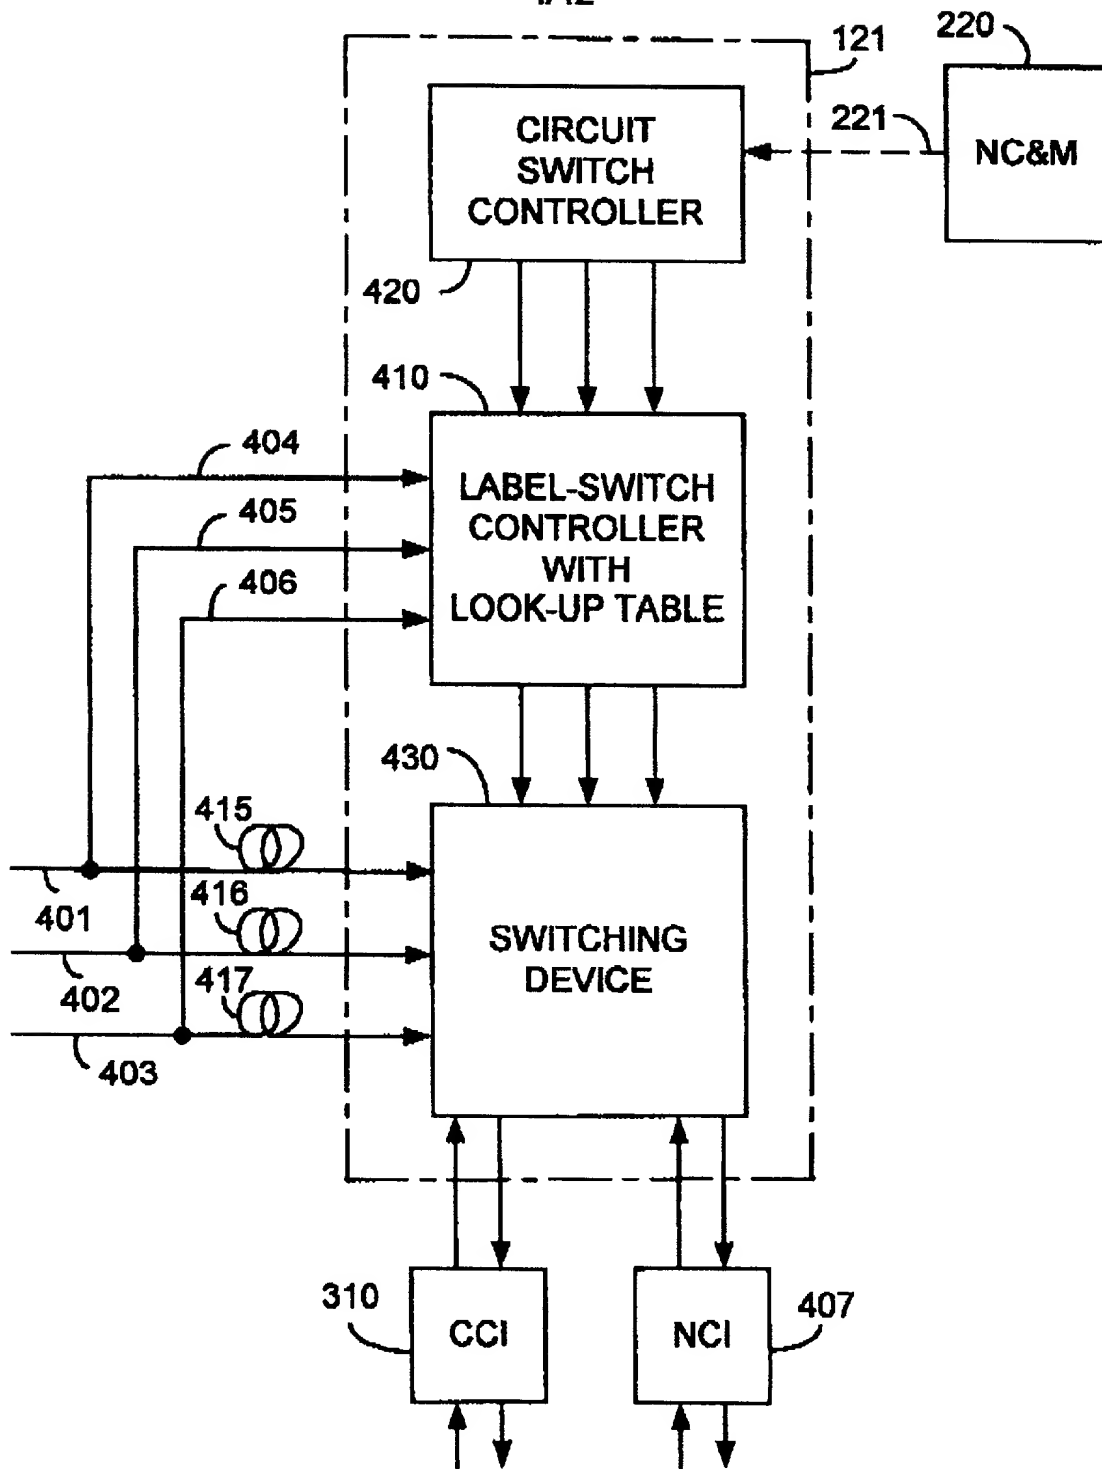 121
220
CIRCUIT
SWITCH
CONTROLLER
221
NC&M
420
410
404
LABEL-SWITCH
CONTROLLER
WITH
LOOK-UP TABLE
405
406
430
415
401
416
SWITCHING
DEVICE
402
417
403
310
CCI
NCI
407